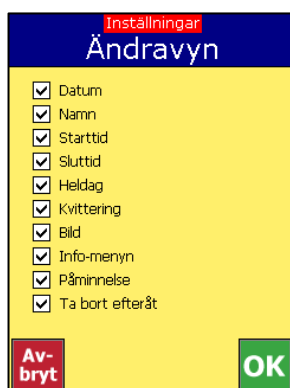 Inställningar
Ändravyn
Datum
Namn
Starttid
Sluttid
Heldag
Kvittering
Bild
Info-menyn
Påminnelse
Ta bort efteråt
Av-
bryt
OK